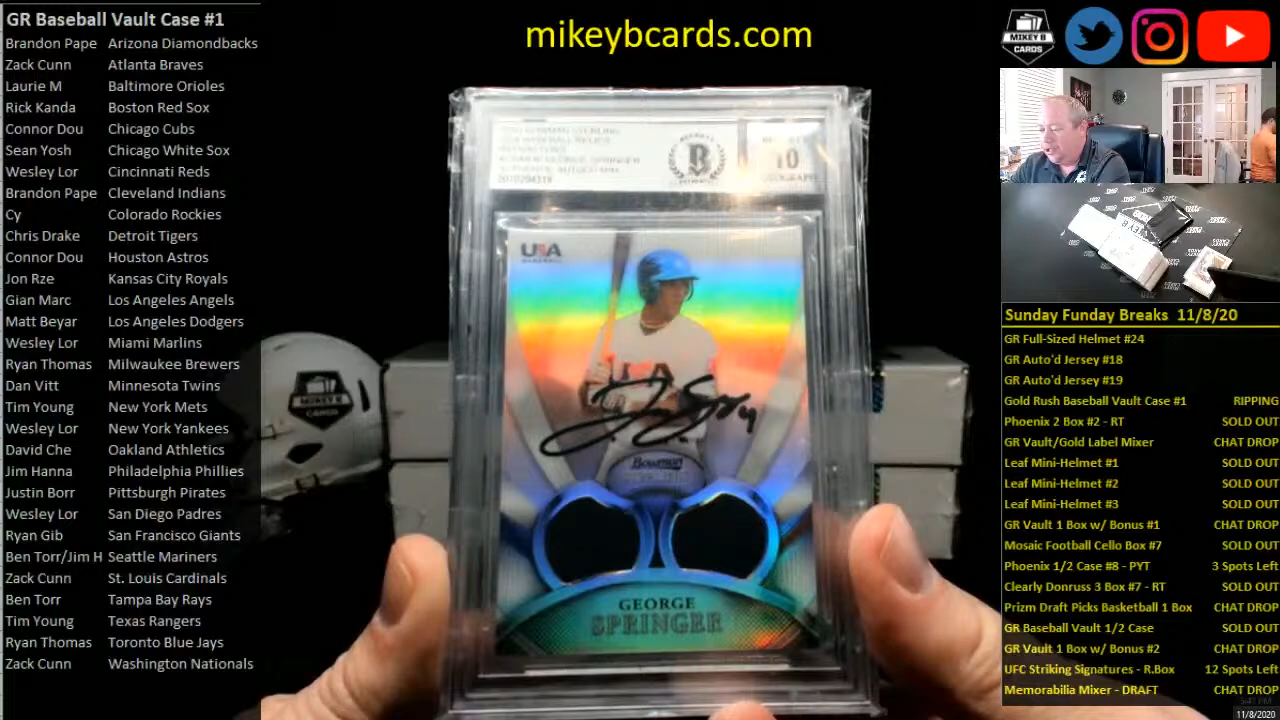 GR Baseball Vault Case #1
Brandon Pape Arizona Diamondbacks
Zack Cunn Atlanta Braves
Laurie M Baltimore Orioles
Rick Kanda Boston Red Sox
Connor Dou Chicago Cubs
Sean Yosh Chicago White Sox
Wesley Lor Cincinnati Reds
Brandon Pape Cleveland Indians
Cy Colorado Rockies
Chris Drake Detroit Tigers
Connor Dou Houston Astros
Jon Rze Kansas City Royals
Gian Marc Los Angeles Angels
Matt Beyar Los Angeles Dodgers
Wesley Lor Miami Marlins
Ryan Thomas Milwaukee Brewers
Dan Vitt Minnesota Twins
Tim Young New York Mets
Wesley Lor New York Yankees
David Che Oakland Athletics
Jim Hanna Philadelphia Phillies
Justin Borr Pittsburgh Pirates
Wesley Lor San Diego Padres
Ryan Gib San Francisco Giants
Ben Torr/Jim H Seattle Mariners
Zack Cunn St. Louis Cardinals
Ben Torr Tampa Bay Rays
Tim Young Texas Rangers
Ryan Thomas Toronto Blue Jays
Zack Cunn Washington Nationals
mikeybcards.com
10
USA
BASEBALL
USA
Bowman
GEORGE
SPRINGER
MIKEY B
CARDS
MIKEY B
CARDS
Sunday Funday Breaks 11/8/20
GR Full-Sized Helmet #24
GR Auto'd Jersey #18
GR Auto'd Jersey #19
Gold Rush Baseball Vault Case #1 RIPPING
Phoenix 2 Box #2 - RT SOLD OUT
GR Vault/Gold Label Mixer CHAT DROP
Leaf Mini-Helmet #1 SOLD OUT
Leaf Mini-Helmet #2 SOLD OUT
Leaf Mini-Helmet #3 SOLD OUT
GR Vault 1 Box w/ Bonus #1 CHAT DROP
Mosaic Football Cello Box #7 SOLD OUT
Phoenix 1/2 Case #8 - PYT 3 Spots Left
Clearly Donruss 3 Box #7 - RT SOLD OUT
Prizm Draft Picks Basketball 1 Box CHAT DROP
GR Baseball Vault 1/2 Case SOLD OUT
GR Vault 1 Box w/ Bonus #2 CHAT DROP
UFC Striking Signatures - R.Box 12 Spots Left
Memorabilia Mixer - DRAFT CHAT DROP
11/8/2020